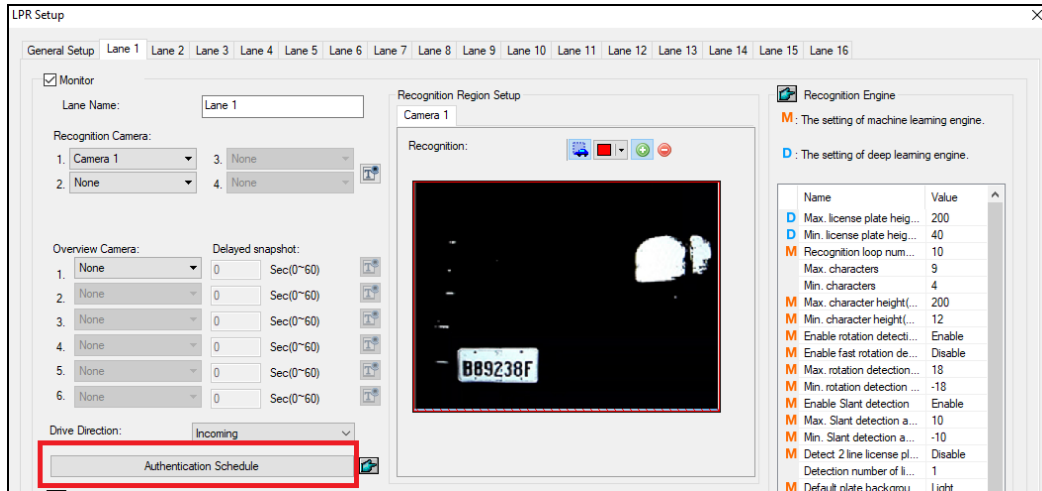 LPR Setup
General Setup Lane 1 Lane 2 Lane 3 Lane 4 Lane 5 Lane 6 Lane 7 Lane 8 Lane 9 Lane 10 Lane 11 Lane 12 Lane 13 Lane 14 Lane 15 Lane 16
Monitor
Lane Name: Lane 1
Recognition Camera:
1. Camera 1 3. None
2. None 4. None
Overview Camera: Delayed snapshot:
1. None 0 Sec(0~60)
2. None 0 Sec(0~60)
3. None 0 Sec(0~60)
4. None 0 Sec(0~60)
5. None 0 Sec(0~60)
6. None 0 Sec(0~60)
Drive Direction: Incoming
Authentication Schedule
Recognition Region Setup
Camera 1
Recognition:
BB9238F
Recognition Engine
M : The setting of machine learning engine.
D : The setting of deep learning engine.
Name Value
D Max. license plate heig... 200
D Min. license plate heig... 40
M Recognition loop num... 10
Max. characters 9
Min. characters 4
M Max. character height(... 200
M Min. character height(... 12
M Enable rotation detecti... Enable
M Enable fast rotation de... Disable
M Max. rotation detection... 18
M Min. rotation detection ... -18
M Enable Slant detection Enable
M Max. Slant detection a... 10
M Min. Slant detection a... -10
M Detect 2 line license pl... Disable
Detection number of li... 1
M Default plate backgrou... Light